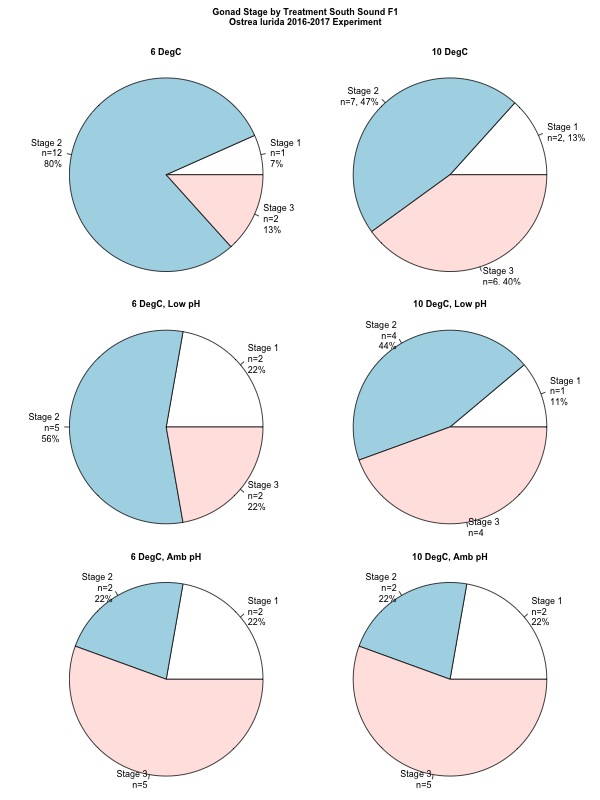 Gonad Stage by Treatment South Sound F1
Ostrea lurida 2016-2017 Experiment
6 DegC
Stage 1
n=1
7%
Stage 2
n=12
80%
Stage 3
n=2
13%
10 DegC
Stage 1
n=2, 13%
Stage 2
n=7, 47%
Stage 3
n=6. 40%
6 DegC, Low pH
Stage 1
n=2
22%
Stage 2
n=5
56%
Stage 3
n=2
22%
10 DegC, Low pH
Stage 1
n=1
11%
Stage 2
n=4
44%
Stage 3
n=4
6 DegC, Amb pH
Stage 1
n=2
22%
Stage 2
n=2
22%
Stage 3
n=5
10 DegC, Amb pH
Stage 1
n=2
22%
Stage 2
n=2
22%
Stage 3
n=5